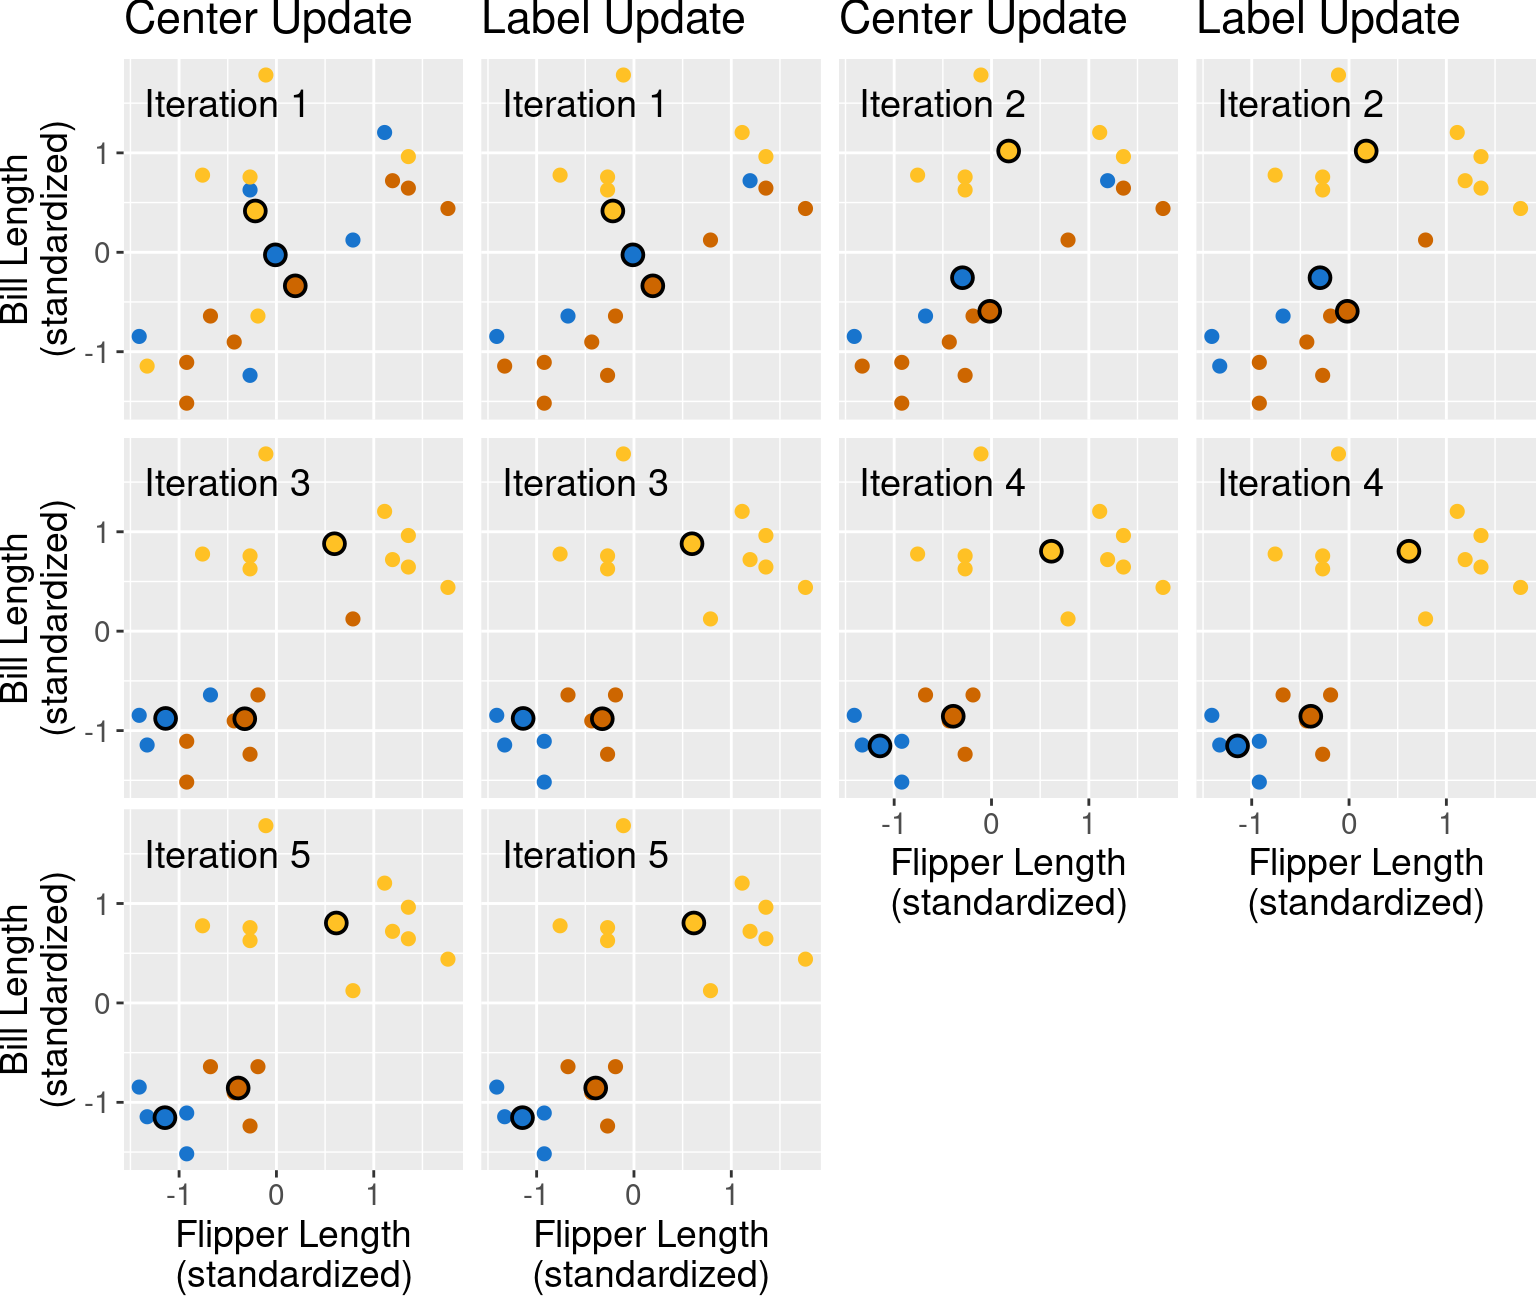 Center Update
Label Update
Center Update
Label Update
Iteration 1
Iteration 1
Iteration 2
Iteration 2
Bill Length
(standardized)
1
0
-1
Iteration 3
Iteration 3
Iteration 4
Iteration 4
Bill Length
(standardized)
1
0
-1
-1 0 1
Flipper Length
(standardized)
-1 0 1
Flipper Length
(standardized)
Iteration 5
Iteration 5
Bill Length
(standardized)
1
0
-1
-1 0 1
Flipper Length
(standardized)
-1 0 1
Flipper Length
(standardized)